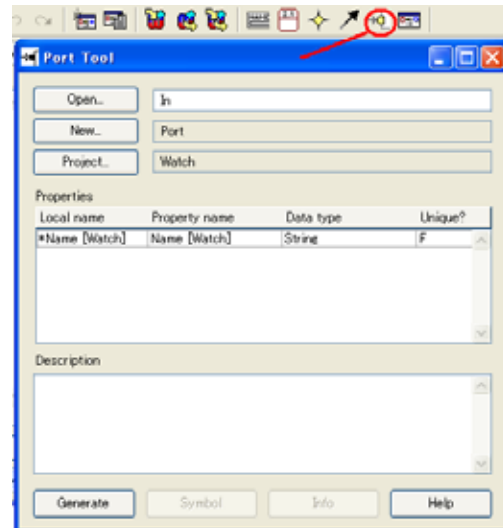 Port Tool
Open... In
New... Port
Project... Watch
Properties
Local name Property name Data type Unique?
*Name [Watch] Name [Watch] String F
Description
Generate Symbol Info Help